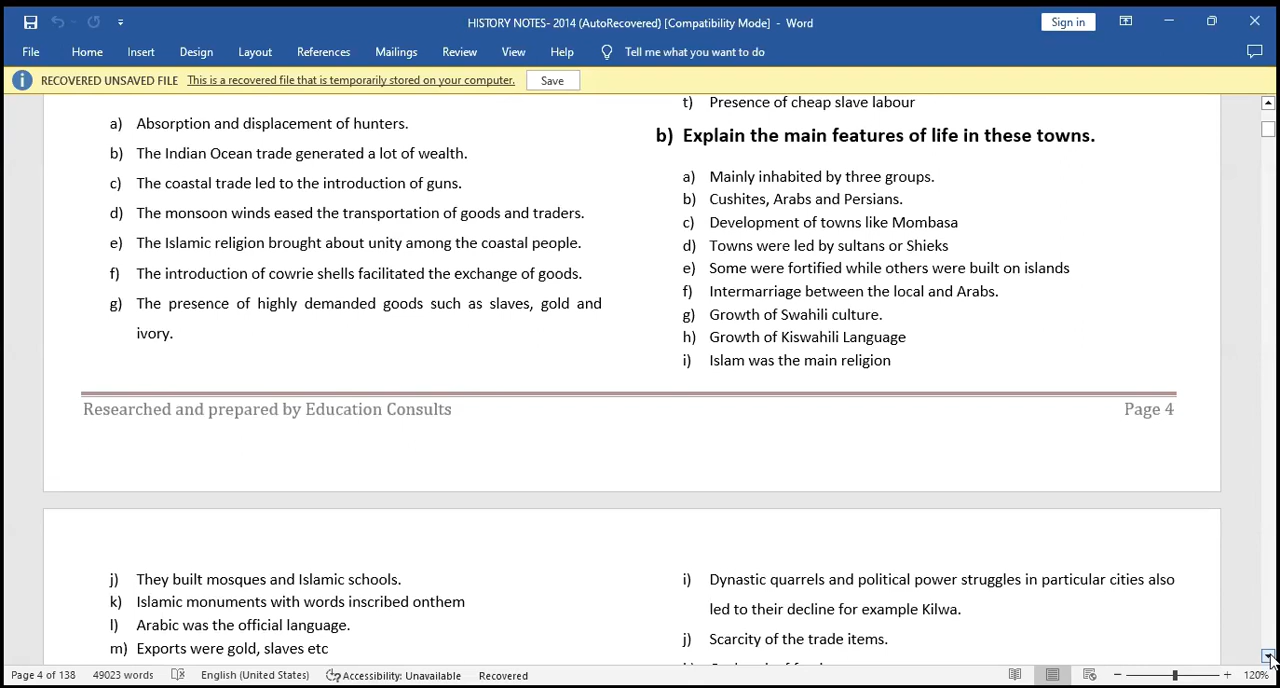 HISTORY NOTES- 2014 (AutoRecovered) [Compatibility Mode] - Word
Sign in
File Home Insert Design Layout References Mailings Review View Help Tell me what you want to do
RECOVERED UNSAVED FILE This is a recovered file that is temporarily stored on your computer. Save
a) Absorption and displacement of hunters.
b) The Indian Ocean trade generated a lot of wealth.
c) The coastal trade led to the introduction of guns.
d) The monsoon winds eased the transportation of goods and traders.
e) The Islamic religion brought about unity among the coastal people.
f) The introduction of cowrie shells facilitated the exchange of goods.
g) The presence of highly demanded goods such as slaves, gold and
ivory.
t) Presence of cheap slave labour
b) Explain the main features of life in these towns.
a) Mainly inhabited by three groups.
b) Cushites, Arabs and Persians.
c) Development of towns like Mombasa
d) Towns were led by sultans or Shieks
e) Some were fortified while others were built on islands
f) Intermarriage between the local and Arabs.
g) Growth of Swahili culture.
h) Growth of Kiswahili Language
i) Islam was the main religion
Researched and prepared by Education Consults Page 4
j) They built mosques and Islamic schools.
k) Islamic monuments with words inscribed onthem
l) Arabic was the official language.
m) Exports were gold, slaves etc
i) Dynastic quarrels and political power struggles in particular cities also
led to their decline for example Kilwa.
j) Scarcity of the trade items.
Page 4 of 138 49023 words English (United States) Accessibility: Unavailable Recovered 120%